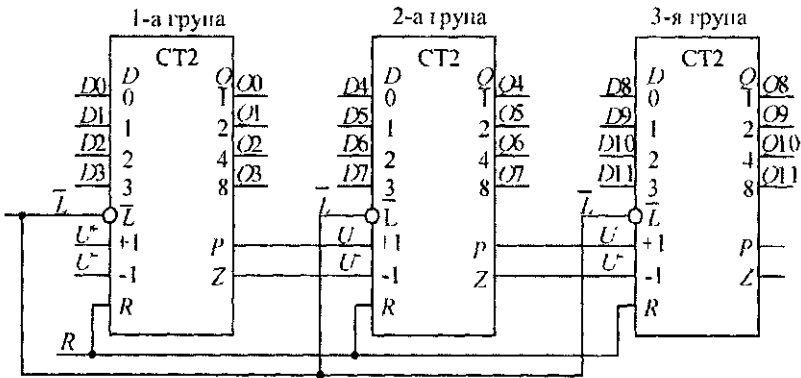 1-а група 2-а група 3-я група
CT2 CT2 CT2
D Q D Q D Q
D0 0 1 Q0 D4 0 1 Q4 D8 0 1 Q8
D1 1 2 Q1 D5 1 2 Q5 D9 1 2 Q9
D2 2 4 Q2 D6 2 4 Q6 D10 2 4 Q10
D3 3 8 Q3 D7 3 8 Q7 D11 3 8 Q11
L̅ L̅ L̅ L̅ L̅ L̅
U⁺ +1 P U +1 P U +1 P
U⁻ -1 Z U⁻ -1 Z U⁻ -1 Z
R R R
R